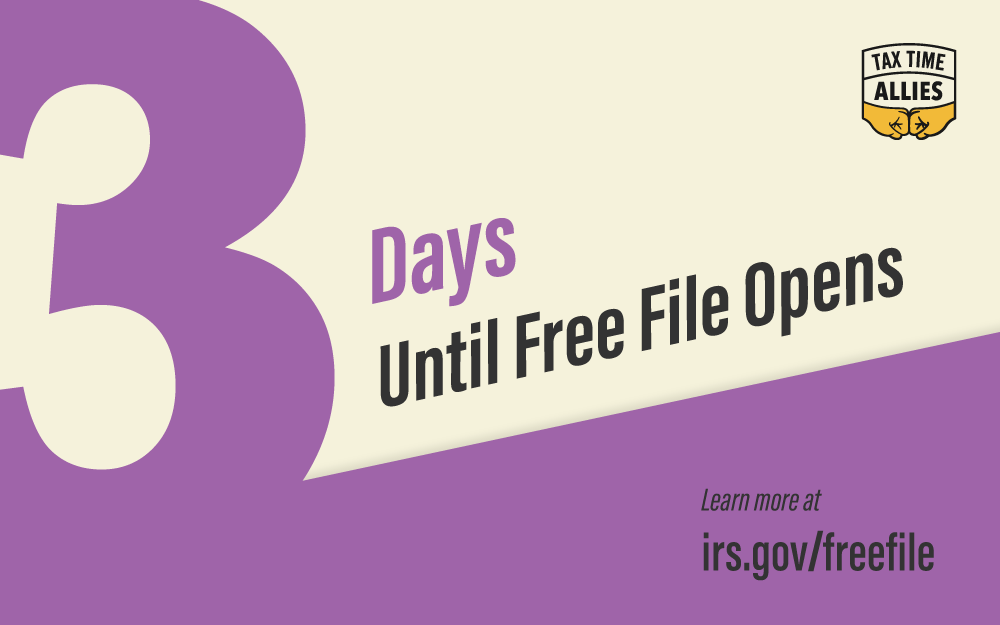 3
Days
Until Free File Opens
TAX TIME
ALLIES
Learn more at
irs.gov/freefile